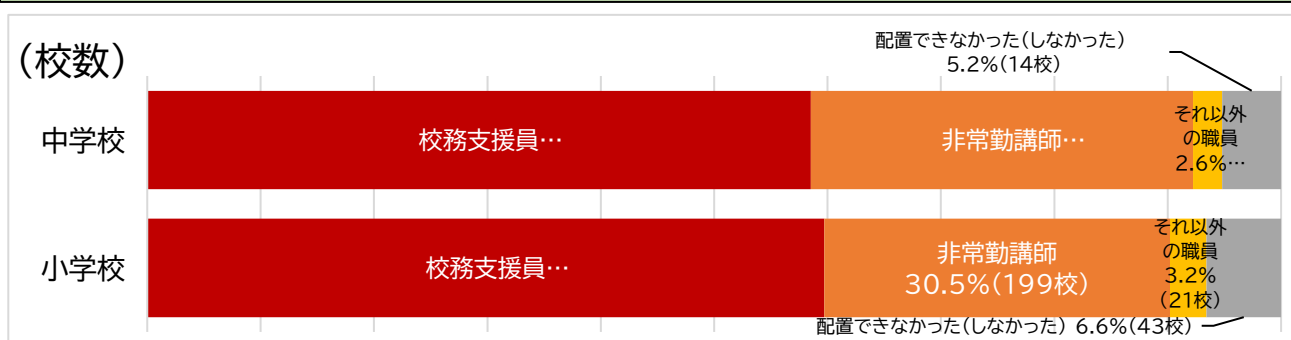 (校数)
配置できなかった(しなかった)
5.2%(14校)
中学校
校務支援員…
非常勤講師…
それ以外
の職員
2.6%…
小学校
校務支援員…
非常勤講師
30.5%(199校)
それ以外
の職員
3.2%
(21校)
配置できなかった(しなかった) 6.6%(43校)